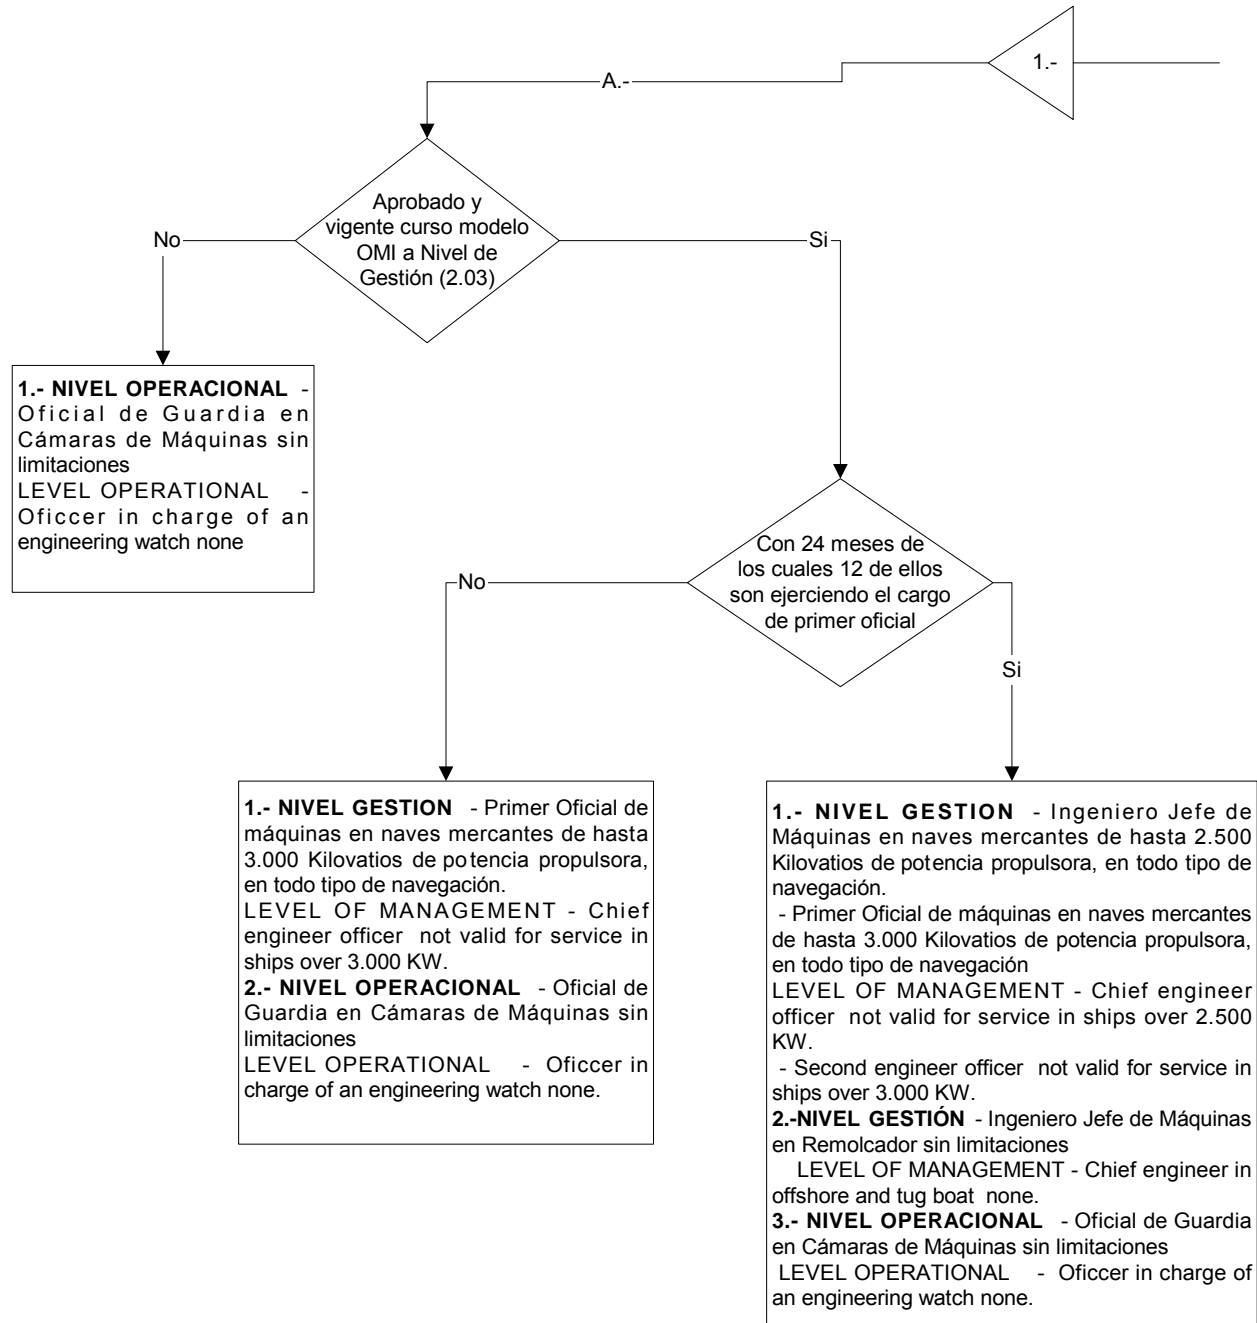 1.-
A.-
Aprobado y
vigente curso modelo
OMI a Nivel de
Gestión (2.03)
No
Si
1.- NIVEL OPERACIONAL -
Oficial de Guardia en
Cámaras de Máquinas sin
limitaciones
LEVEL OPERATIONAL -
Oficcer in charge of an
engineering watch none
Con 24 meses de
los cuales 12 de ellos
son ejerciendo el cargo
de primer oficial
No
Si
1.- NIVEL GESTION - Primer Oficial de
máquinas en naves mercantes de hasta
3.000 Kilovatios de potencia propulsora,
en todo tipo de navegación.
LEVEL OF MANAGEMENT - Chief
engineer officer not valid for service in
ships over 3.000 KW.
2.- NIVEL OPERACIONAL - Oficial de
Guardia en Cámaras de Máquinas sin
limitaciones
LEVEL OPERATIONAL - Oficcer in
charge of an engineering watch none.
1.- NIVEL GESTION - Ingeniero Jefe de
Máquinas en naves mercantes de hasta 2.500
Kilovatios de potencia propulsora, en todo tipo de
navegación.
- Primer Oficial de máquinas en naves mercantes
de hasta 3.000 Kilovatios de potencia propulsora,
en todo tipo de navegación
LEVEL OF MANAGEMENT - Chief engineer
officer not valid for service in ships over 2.500
KW.
- Second engineer officer not valid for service in
ships over 3.000 KW.
2.-NIVEL GESTIÓN - Ingeniero Jefe de Máquinas
en Remolcador sin limitaciones
LEVEL OF MANAGEMENT - Chief engineer in
offshore and tug boat none.
3.- NIVEL OPERACIONAL - Oficial de Guardia
en Cámaras de Máquinas sin limitaciones
LEVEL OPERATIONAL - Oficcer in charge of
an engineering watch none.